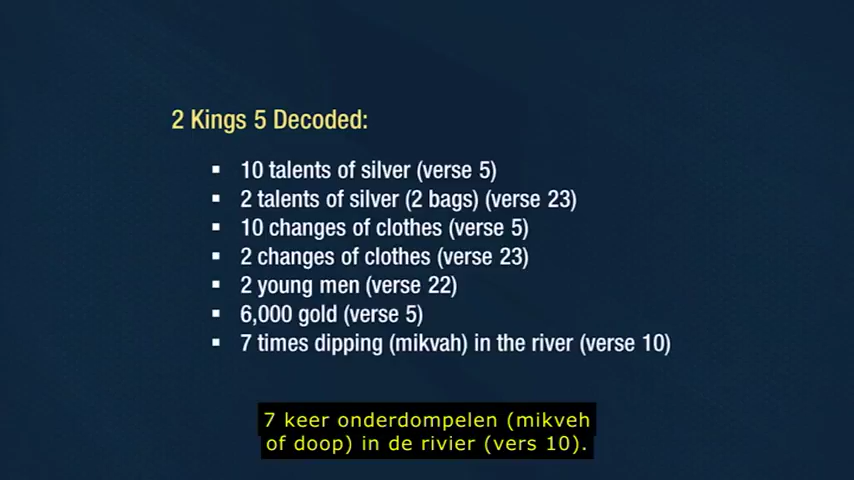 2 Kings 5 Decoded:
▪ 10 talents of silver (verse 5)
▪ 2 talents of silver (2 bags) (verse 23)
▪ 10 changes of clothes (verse 5)
▪ 2 changes of clothes (verse 23)
▪ 2 young men (verse 22)
▪ 6,000 gold (verse 5)
▪ 7 times dipping (mikvah) in the river (verse 10)
7 keer onderdompelen (mikveh
of doop) in de rivier (vers 10).